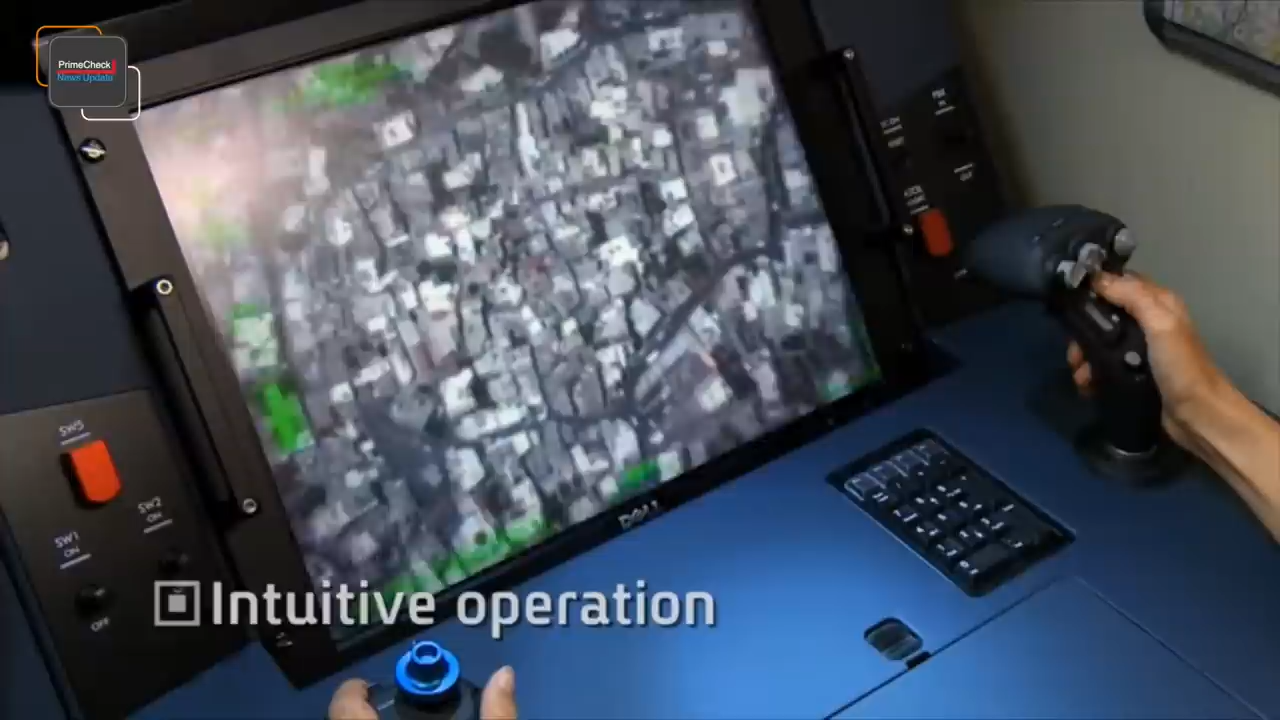 PrimeCheck
News Update
SW5
SW2
ON
SW1
ON
OFF
DELL
Intuitive operation